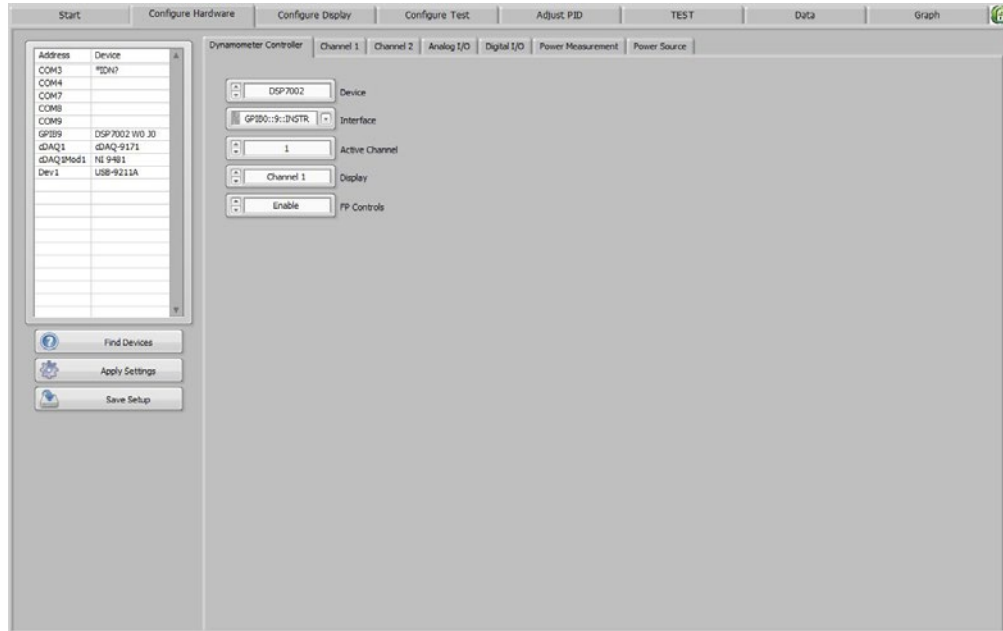 Start Configure Hardware Configure Display Configure Test Adjust PID TEST Data Graph
Dynamometer Controller Channel 1 Channel 2 Analog I/O Digital I/O Power Measurement Power Source
Address Device
COM3 *IDN?
COM4
COM7
COM8
COM9
GPIB9 DSP7002 W0 J0
cDAQ1 cDAQ-9171
cDAQ1Mod1 NI 9481
Dev1 USB-9211A
DSP7002 Device
GPIB0::9::INSTR Interface
1 Active Channel
Channel 1 Display
Enable FP Controls
Find Devices
Apply Settings
Save Setup